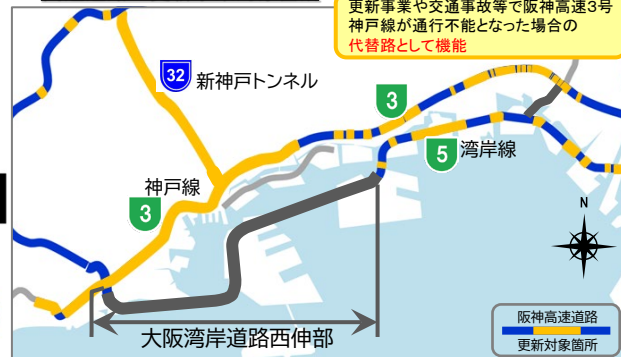 更新事業や交通事故等で阪神高速3号
神戸線が通行不能となった場合の
代替路として機能
32
新神戸トンネル
3
5
湾岸線
神戸線
3
N
大阪湾岸道路西伸部
阪神高速道路
更新対象箇所